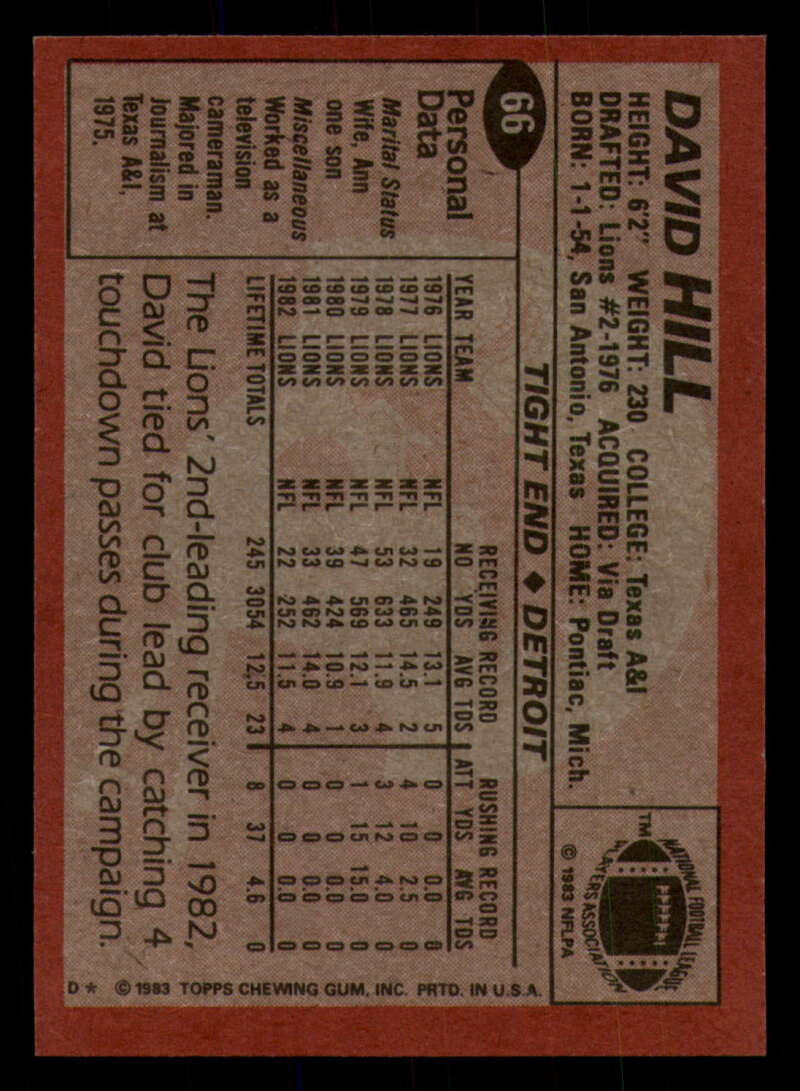 DAVID HILL
HEIGHT: 6'2" WEIGHT: 230 COLLEGE: Texas A&I
DRAFTED: Lions #2-1976 ACQUIRED: Via Draft
BORN: 1-1-54, San Antonio, Texas HOME: Pontiac, Mich.
NATIONAL FOOTBALL LEAGUE
PLAYERS ASSOCIATION
TM
© 1983 NFLPA
66
TIGHT END ♦ DETROIT
Personal
Data
Marital Status
Wife, Ann
one son
Miscellaneous
Worked as a
television
cameraman.
Majored in
Journalism at
Texas A&I,
1975.
RECEIVING RECORD RUSHING RECORD
YEAR TEAM NO YDS AVG TDS ATT YDS AVG TDS
1976 LIONS NFL 19 249 13.1 5 0 0 0.0 0
1977 LIONS NFL 32 465 14.5 2 4 10 2.5 0
1978 LIONS NFL 53 633 11.9 4 3 12 4.0 0
1979 LIONS NFL 47 569 12.1 3 1 15 15.0 0
1980 LIONS NFL 39 424 10.9 1 0 0 0.0 0
1981 LIONS NFL 33 462 14.0 4 0 0 0.0 0
1982 LIONS NFL 22 252 11.5 4 0 0 0.0 0
LIFETIME TOTALS 245 3054 12.5 23 8 37 4.6 0
The Lions' 2nd-leading receiver in 1982,
David tied for club lead by catching 4
touchdown passes during the campaign.
D * © 1983 TOPPS CHEWING GUM, INC. PRTD. IN U.S.A.